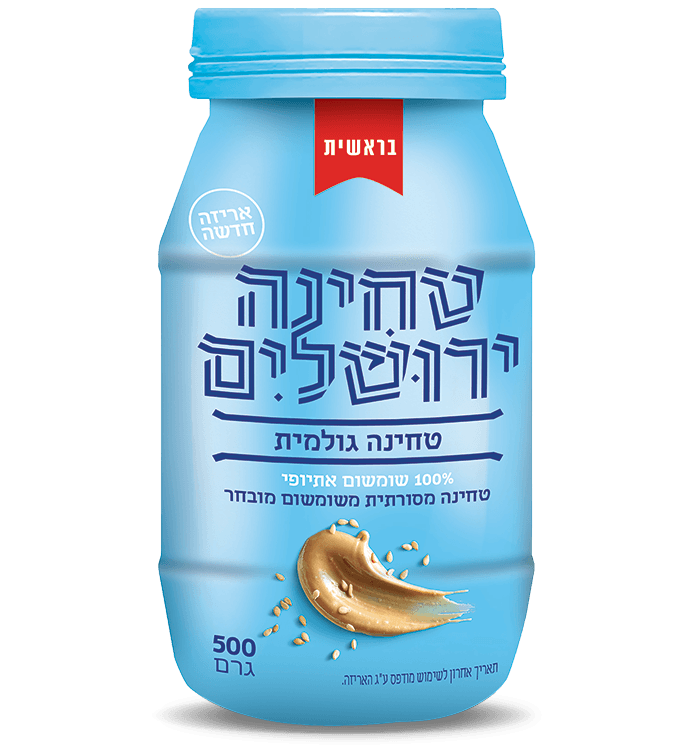 בראשית
אריזה
חדשה
טחינה
ירושלים
טחינה גולמית
100% שומשום אתיופי
טחינה מסורתית משומשום מובחר
500
גרם
תאריך אחרון לשימוש מודפס ע"ג האריזה.